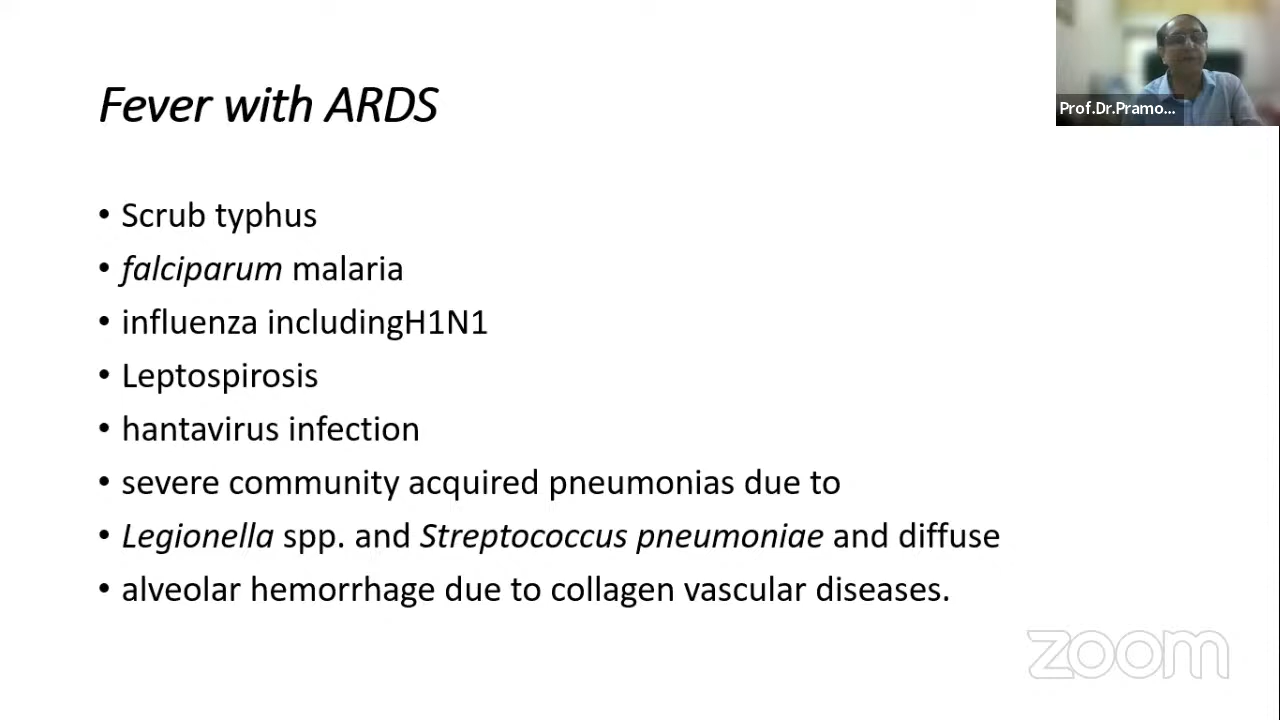 Prof.Dr.Pramo...
Fever with ARDS
• Scrub typhus
• falciparum malaria
• influenza includingH1N1
• Leptospirosis
• hantavirus infection
• severe community acquired pneumonias due to
• Legionella spp. and Streptococcus pneumoniae and diffuse
• alveolar hemorrhage due to collagen vascular diseases.
zoom